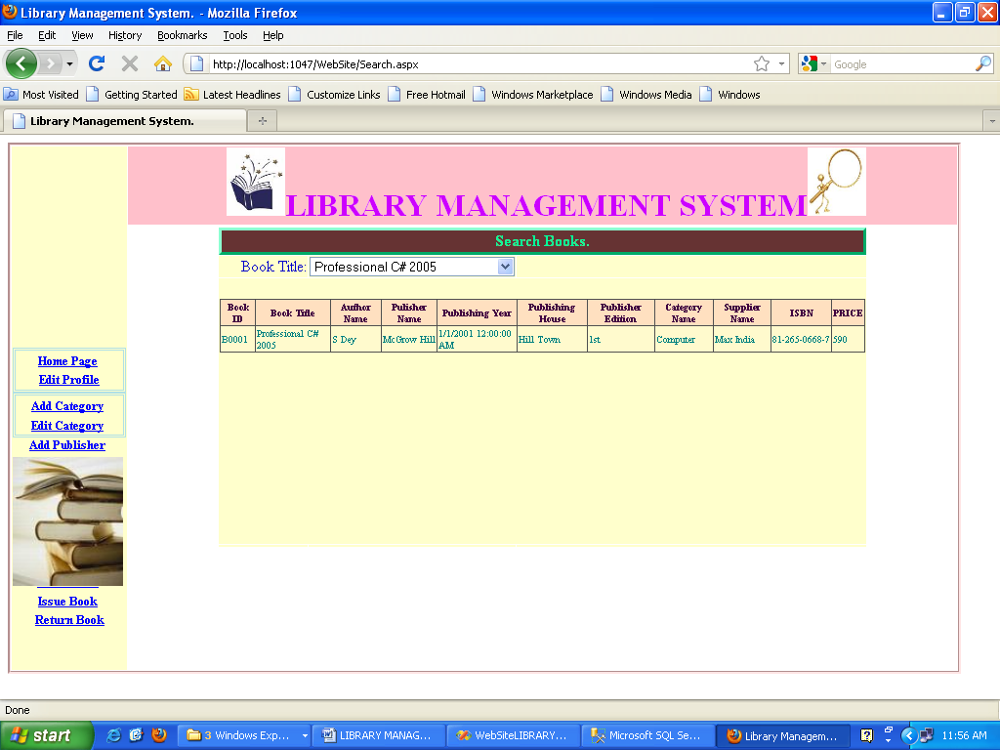 Library Management System. - Mozilla Firefox
File Edit View History Bookmarks Tools Help
http://localhost:1047/WebSite/Search.aspx
Google
Most Visited Getting Started Latest Headlines Customize Links Free Hotmail Windows Marketplace Windows Media Windows
Library Management System.
LIBRARY MANAGEMENT SYSTEM
Search Books.
Book Title: Professional C# 2005
Book ID Book Title Author Name Pulisher Name Publishing Year Publishing House Publisher Edition Category Name Supplier Name ISBN PRICE
B0001 Professional C# 2005 S Dey McGrow Hill 1/1/2001 12:00:00 AM Hill Town 1st Computer Max India 81-265-0668-7 590
Home Page
Edit Profile
Add Category
Edit Category
Add Publisher
Issue Book
Return Book
Done
start 3 Windows Exp... LIBRARY MANAG... WebSiteLIBRARY... Microsoft SQL Se... Library Managem... 11:56 AM